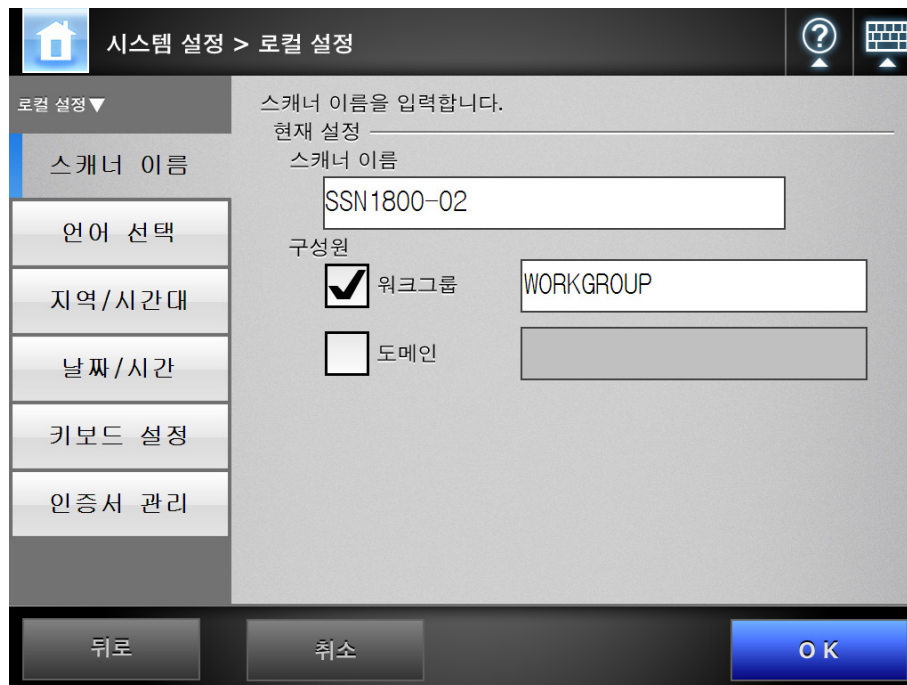 시스템 설정 > 로컬 설정
?
로컬 설정▼
스캐너 이름
언어 선택
지역/시간대
날짜/시간
키보드 설정
인증서 관리
스캐너 이름을 입력합니다.
현재 설정
스캐너 이름
SSN1800-02
구성원
워크그룹 WORKGROUP
도메인
뒤로 취소 OK